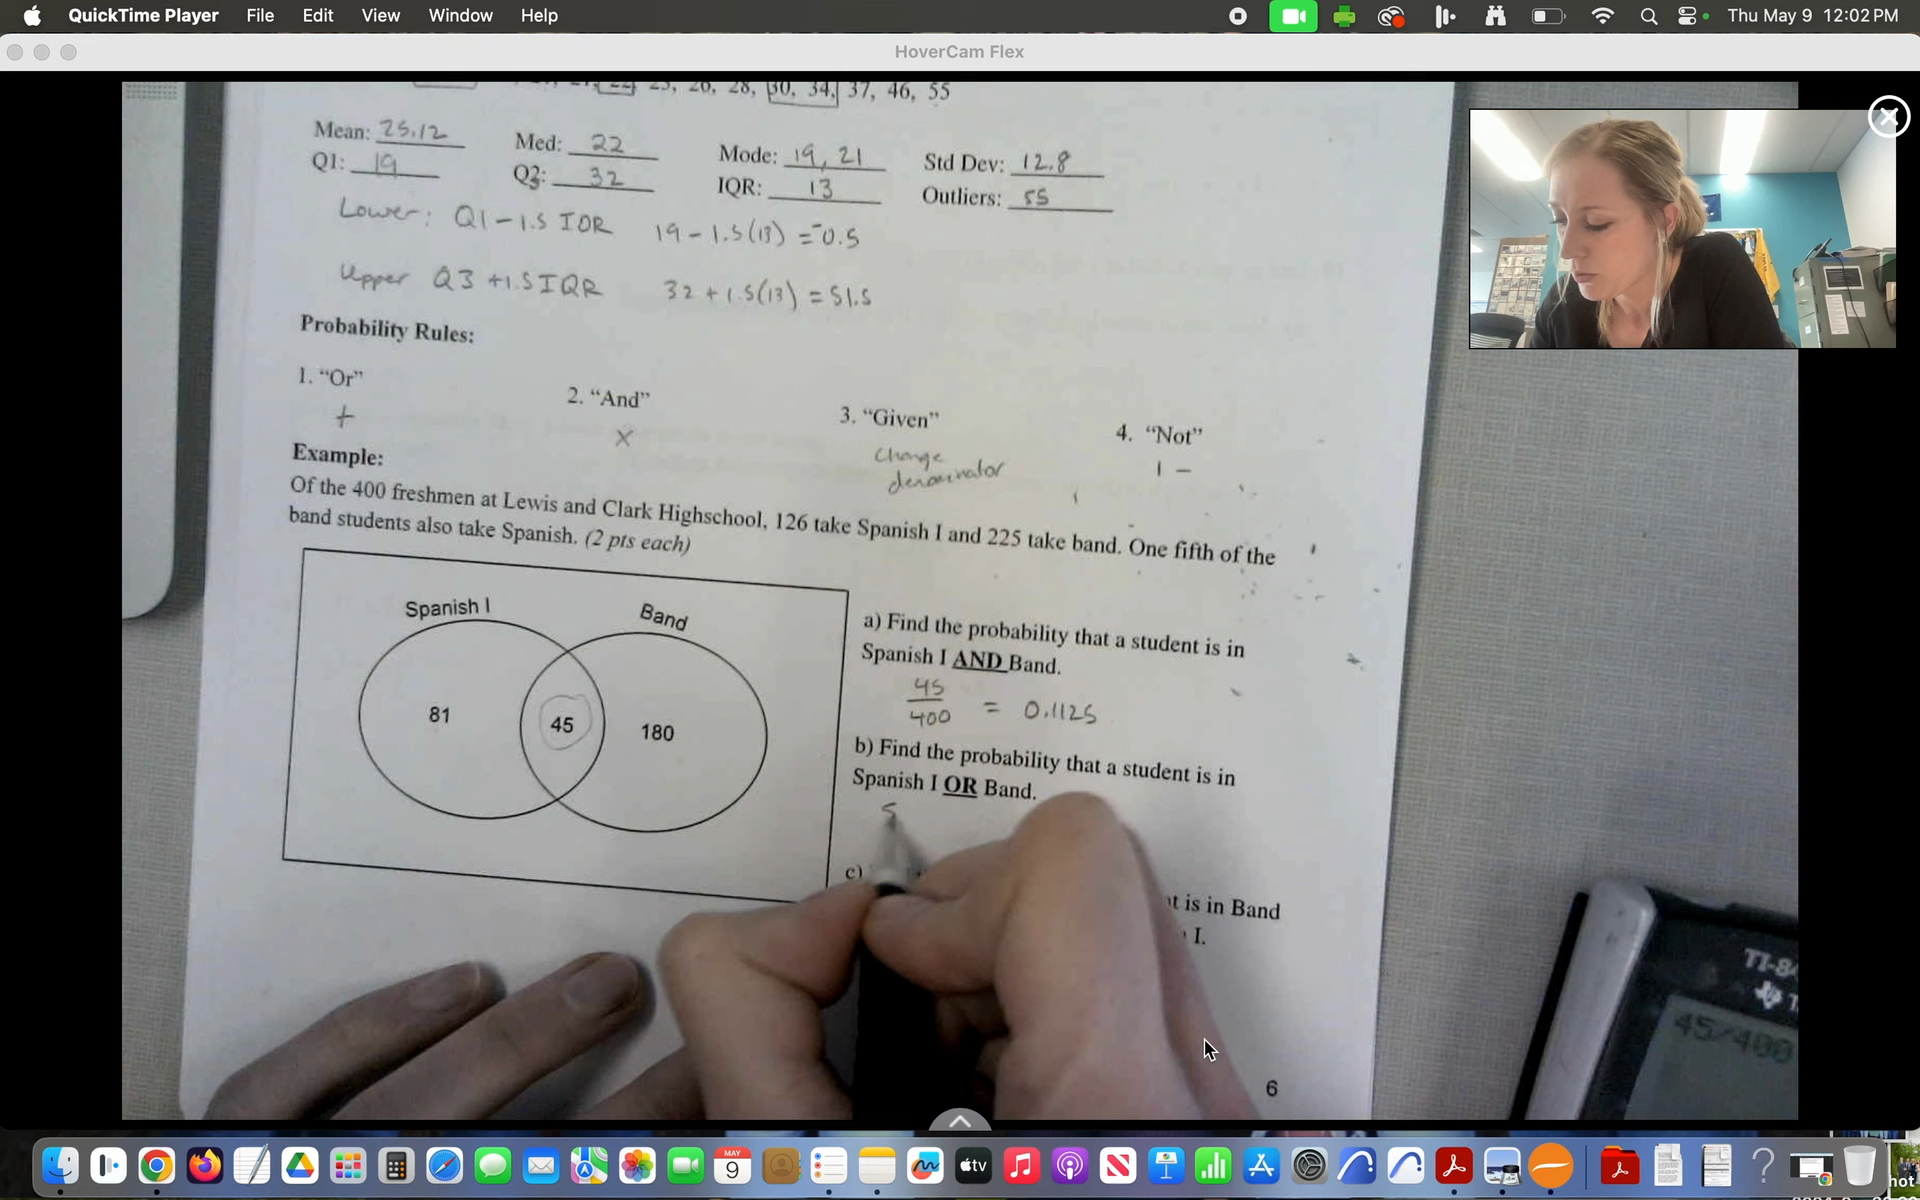 QuickTime Player File Edit View Window Help Thu May 9 12:02 PM
HoverCam Flex
25, 26, 28, 30, 34, 37, 46, 55
Mean: 25.12 Med: 22 Mode: 19, 21 Std Dev: 12.8
Q1: 19 Q3: 32 IQR: 13 Outliers: 55
Lower: Q1 - 1.5 IQR 19 - 1.5(13) = -0.5
Upper Q3 + 1.5 IQR 32 + 1.5(13) = 51.5
Probability Rules:
1. “Or” 2. “And” 3. “Given” 4. “Not”
+ × change denominator 1 -
Example:
Of the 400 freshmen at Lewis and Clark Highschool, 126 take Spanish I and 225 take band. One fifth of the
band students also take Spanish. (2 pts each)
Spanish I Band
81 45 180
a) Find the probability that a student is in
Spanish I AND Band.
45/400 = 0.1125
b) Find the probability that a student is in
Spanish I OR Band.
c)
is in Band
I.
TI-8
45/400
6
MAY
9
tv